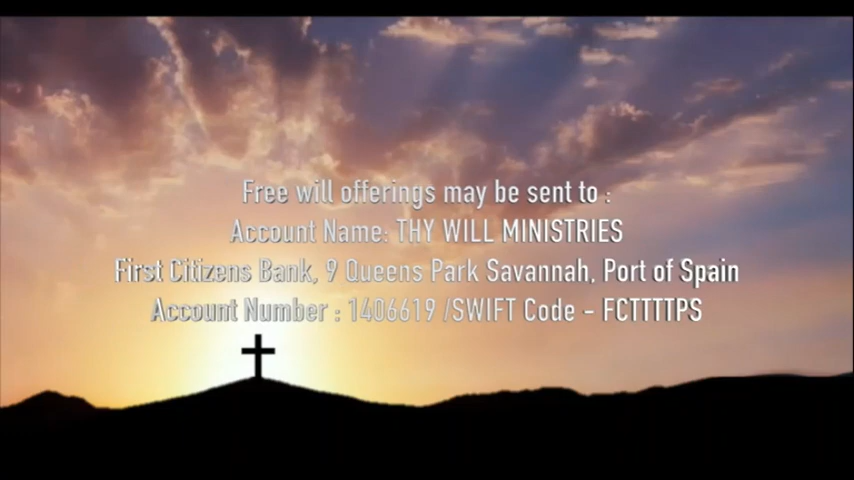 Free will offerings may be sent to :
Account Name: THY WILL MINISTRIES
First Citizens Bank, 9 Queens Park Savannah, Port of Spain
Account Number : 1406619 /SWIFT Code - FCTTTTPS